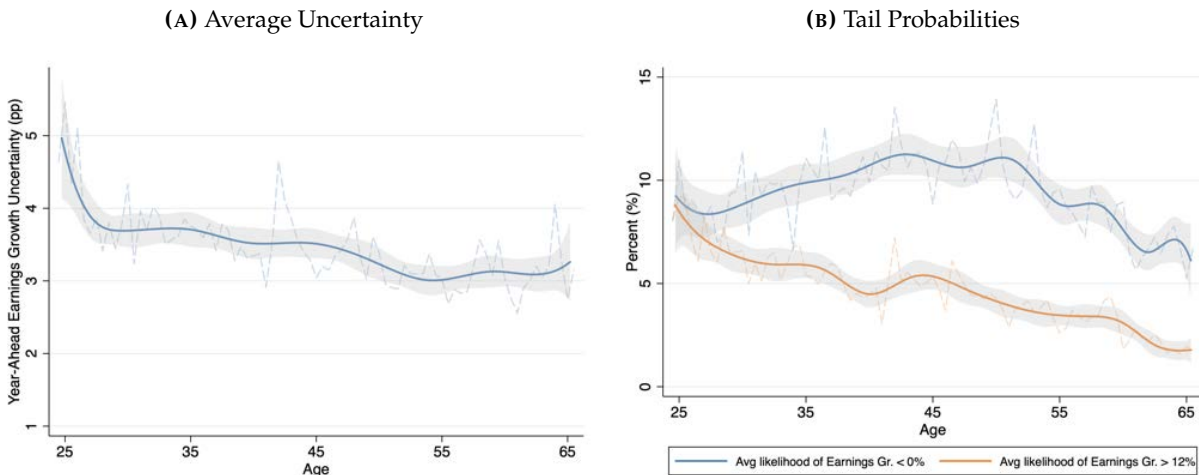 (A) Average Uncertainty
Year-Ahead Earnings Growth Uncertainty (pp)
5
4
3
2
1
25 35 45 55 65
Age
(B) Tail Probabilities
Percent (%)
15
10
5
0
25 35 45 55 65
Age
Avg likelihood of Earnings Gr. < 0% Avg likelihood of Earnings Gr. > 12%